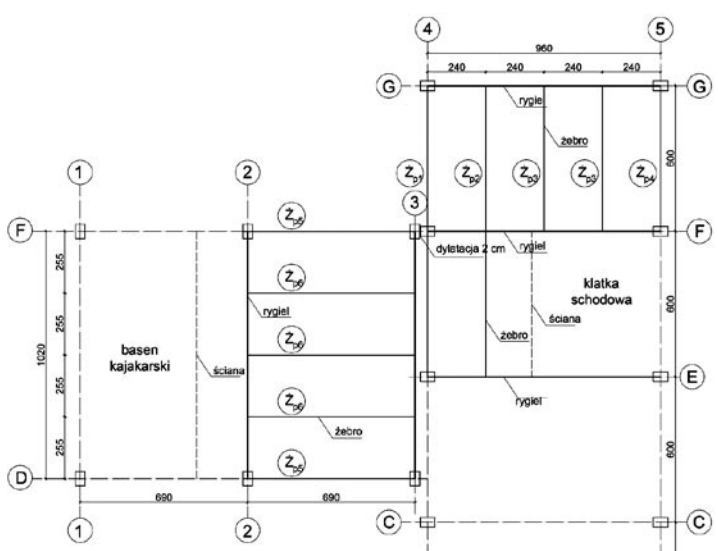 4
5
960
240
240
240
240
G
G
rygiel
żebro
600
1
2
3
Żp1
Żp2
Żp3
Żp3
Żp4
F
Żp5
F
dylatacja 2 cm
rygiel
255
klatka
schodowa
Żp6
rygiel
255
600
ściana
żebro
1020
basen
kajakarski
Żp6
ściana
E
255
rygiel
Żp6
żebro
255
600
D
Żp5
690
690
1
2
C
C